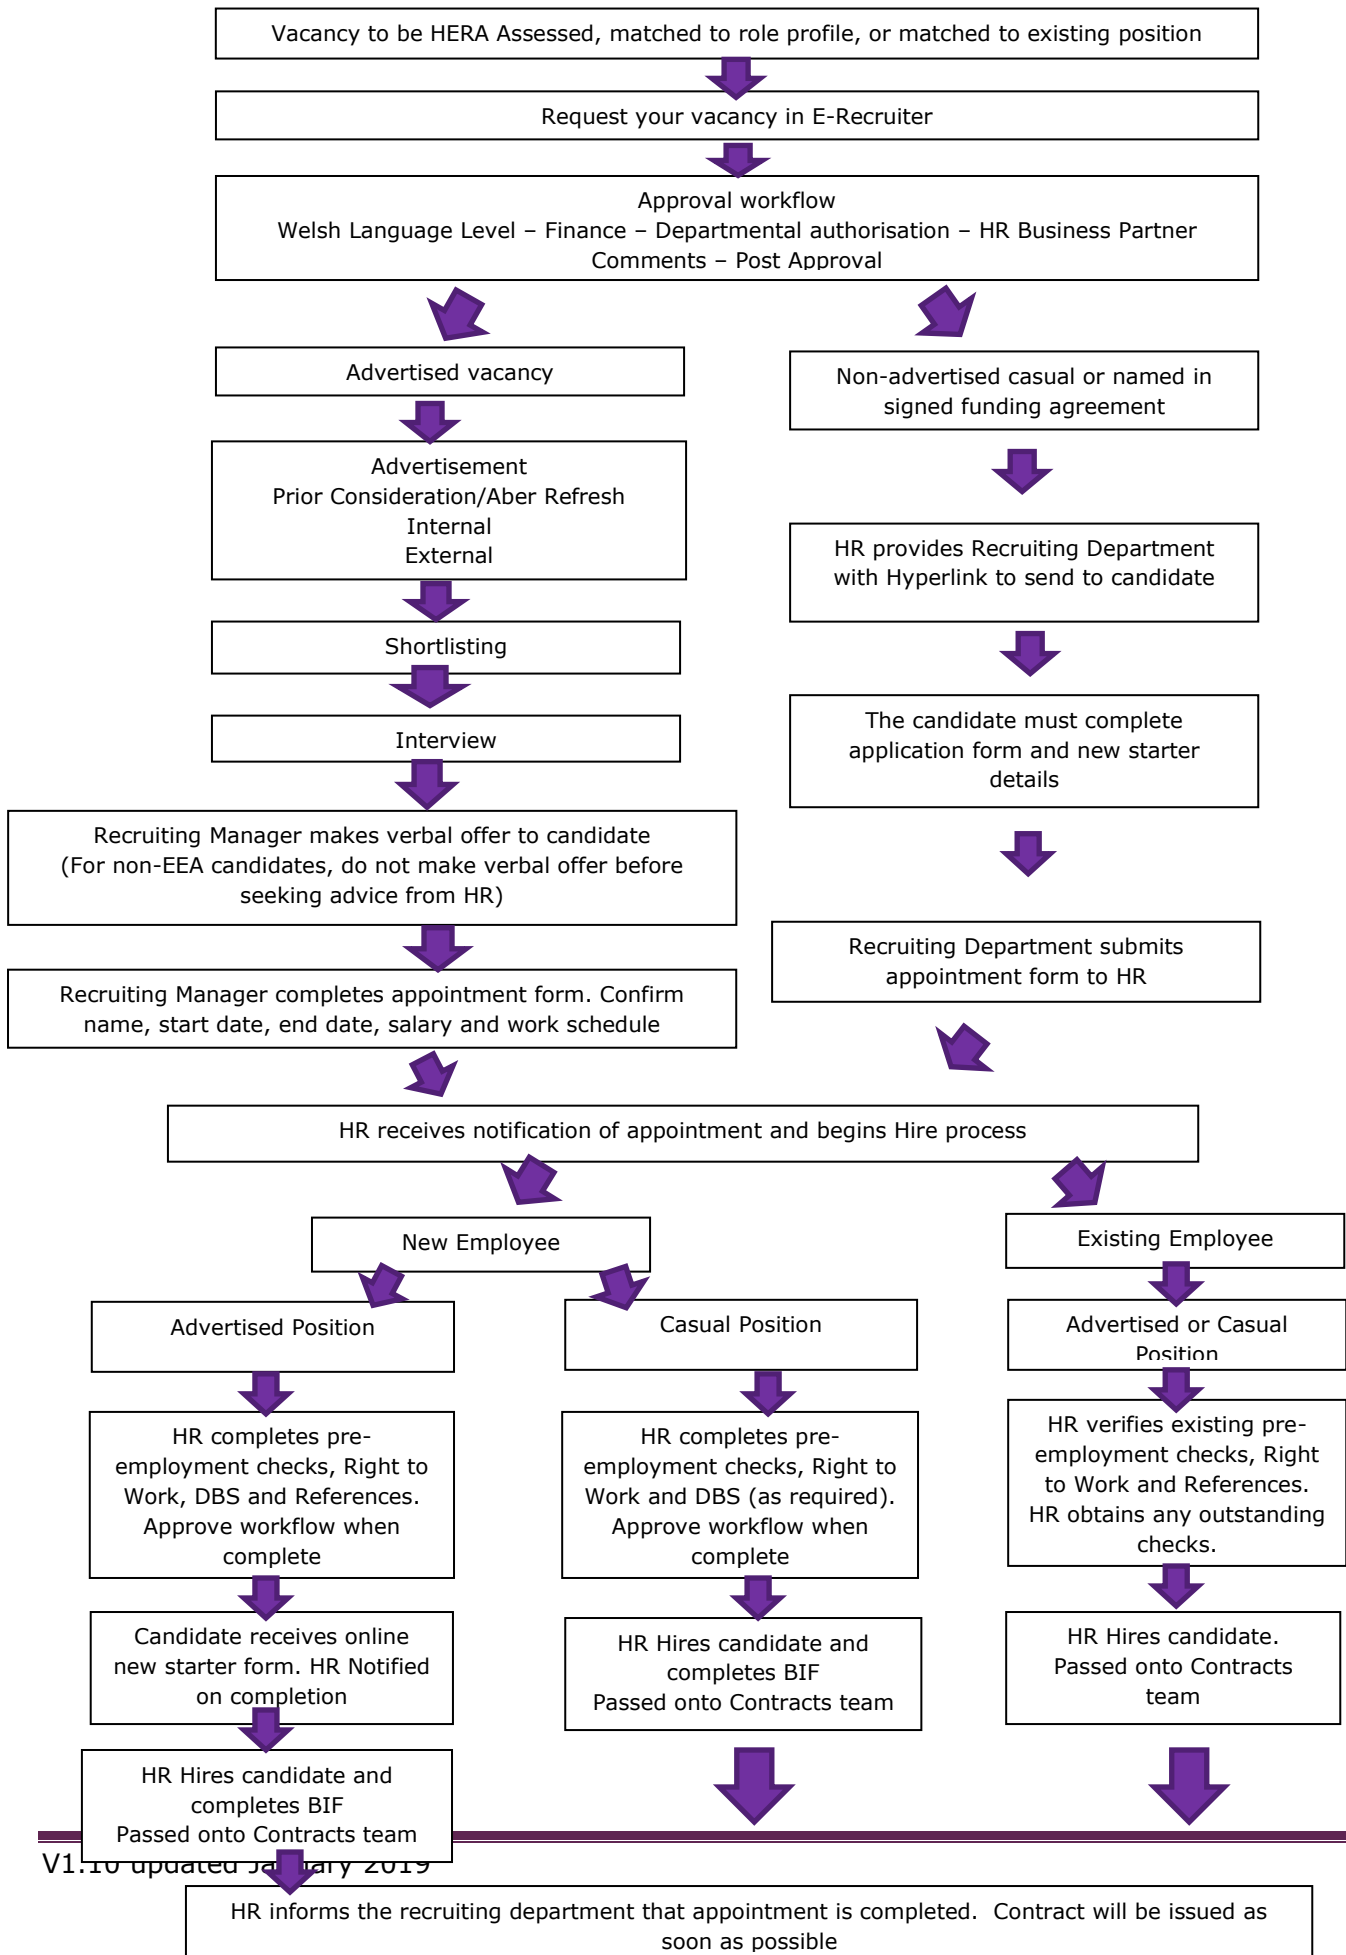 Vacancy to be HERA Assessed, matched to role profile, or matched to existing position
Request your vacancy in E-Recruiter
Approval workflow
Welsh Language Level – Finance – Departmental authorisation – HR Business Partner
Comments – Post Approval
Advertised vacancy
Advertisement
Prior Consideration/Aber Refresh
Internal
External
Shortlisting
Interview
Recruiting Manager makes verbal offer to candidate
(For non-EEA candidates, do not make verbal offer before
seeking advice from HR)
Recruiting Manager completes appointment form. Confirm
name, start date, end date, salary and work schedule
Non-advertised casual or named in
signed funding agreement
HR provides Recruiting Department
with Hyperlink to send to candidate
The candidate must complete
application form and new starter
details
Recruiting Department submits
appointment form to HR
HR receives notification of appointment and begins Hire process
New Employee
Existing Employee
Advertised Position
HR completes pre-
employment checks, Right to
Work, DBS and References.
Approve workflow when
complete
Candidate receives online
new starter form. HR Notified
on completion
HR Hires candidate and
completes BIF
Passed onto Contracts team
Casual Position
HR completes pre-
employment checks, Right to
Work and DBS (as required).
Approve workflow when
complete
HR Hires candidate and
completes BIF
Passed onto Contracts team
Advertised or Casual
Position
HR verifies existing pre-
employment checks, Right
to Work and References.
HR obtains any outstanding
checks.
HR Hires candidate.
Passed onto Contracts
team
V1.10 updated January 2019
HR informs the recruiting department that appointment is completed. Contract will be issued as
soon as possible